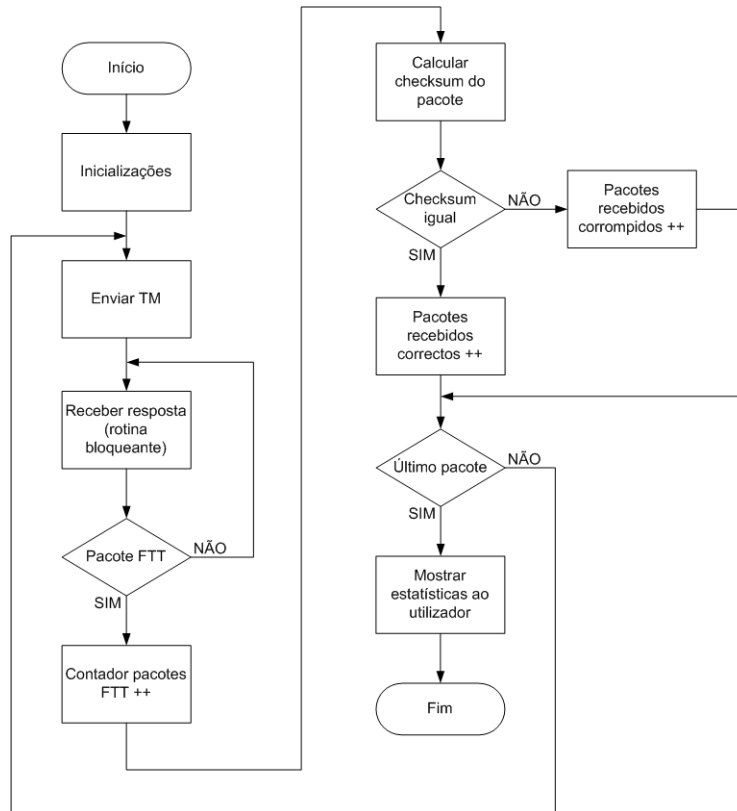 Início
Inicializações
Enviar TM
Receber resposta
(rotina
bloqueante)
Pacote FTT
NÃO
SIM
Contador pacotes
FTT ++
Calcular
checksum do
pacote
Checksum
igual
NÃO
SIM
Pacotes
recebidos
corrompidos ++
Pacotes
recebidos
correctos ++
Último pacote
NÃO
SIM
Mostrar
estatísticas ao
utilizador
Fim